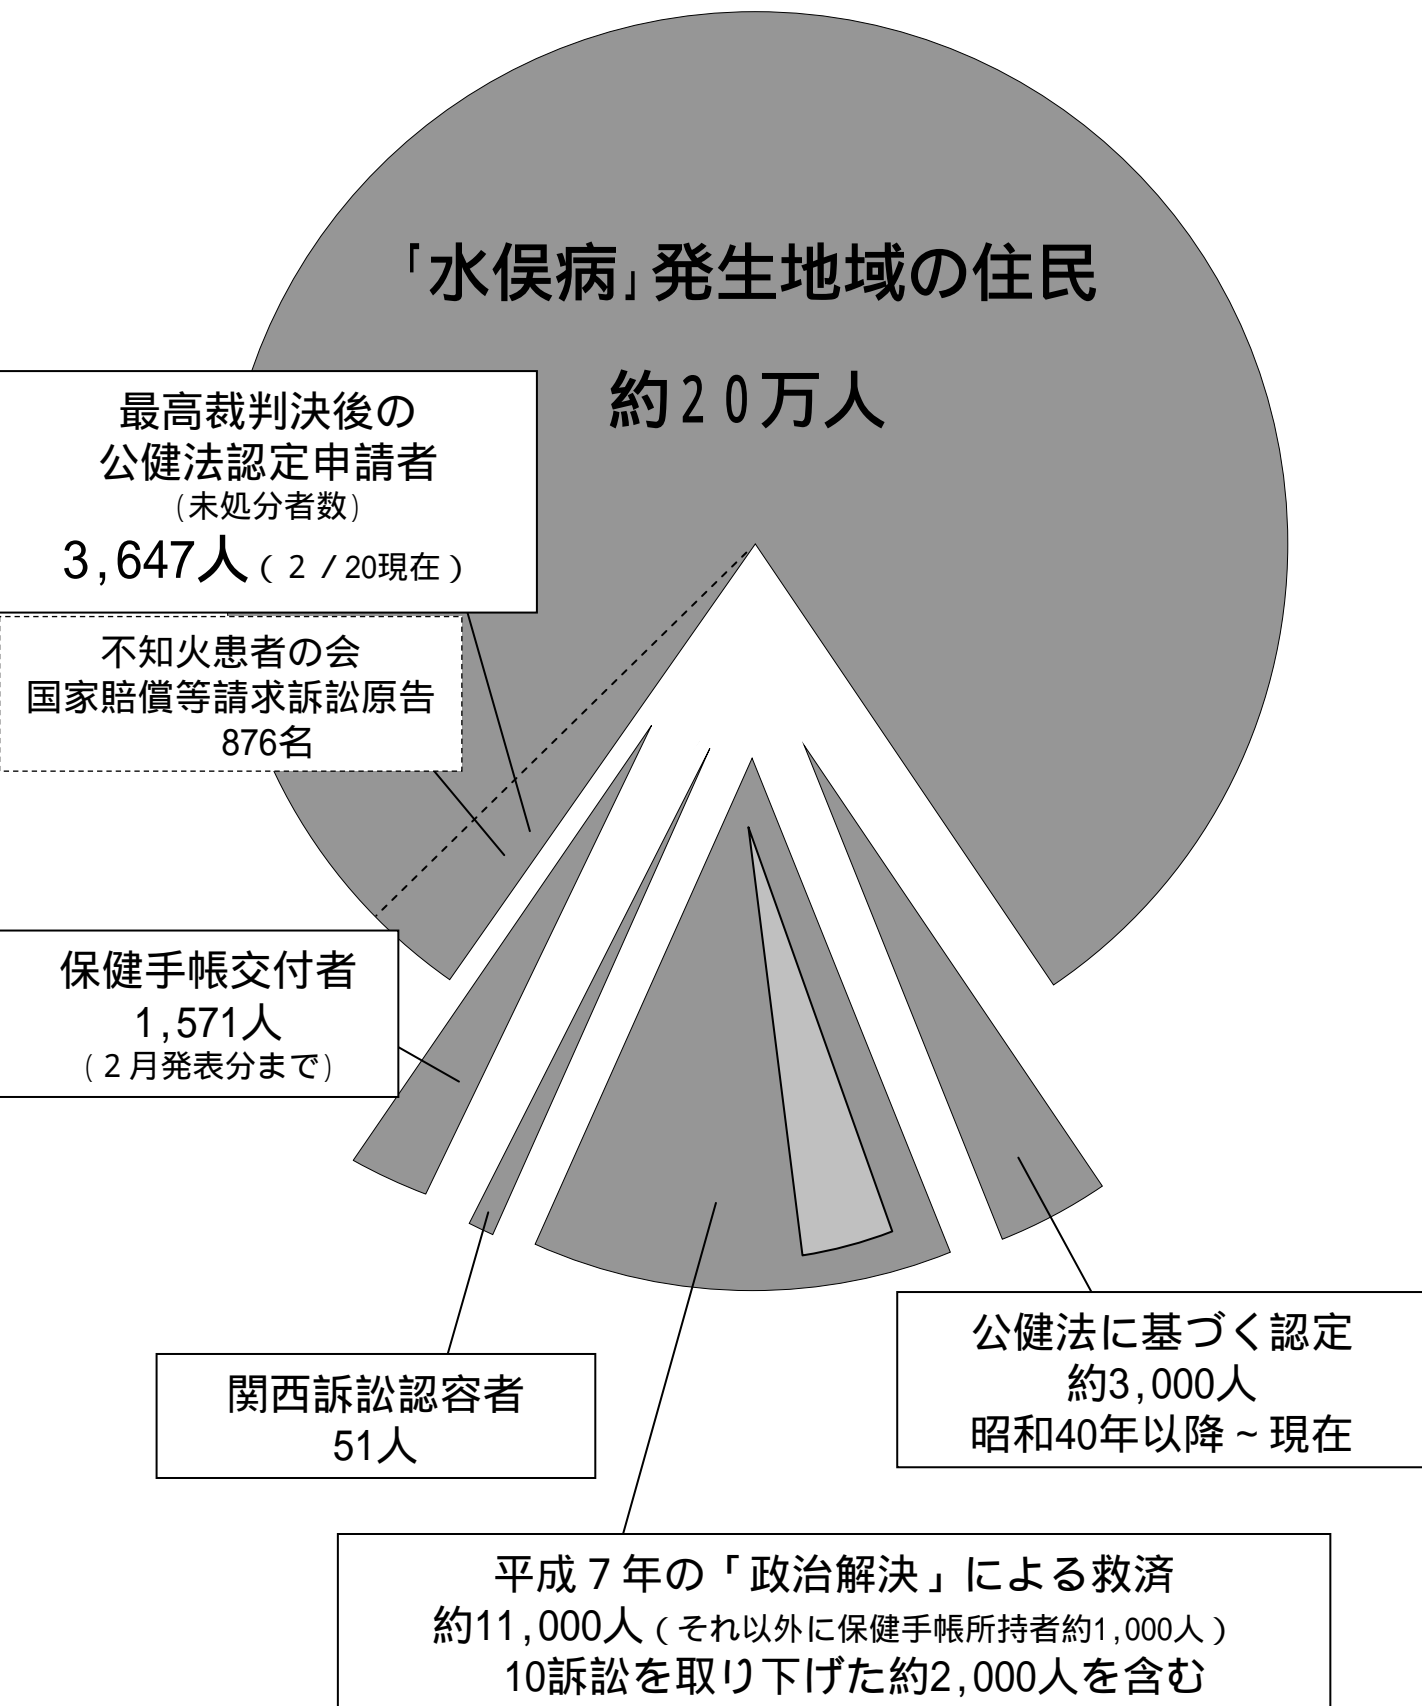 「水俣病」発生地域の住民
約２０万人
最高裁判決後の
公健法認定申請者
(未処分者数)
3,647人（２／20現在）
不知火患者の会
国家賠償等請求訴訟原告
876名
保健手帳交付者
1,571人
(２月発表分まで)
関西訴訟認容者
51人
公健法に基づく認定
約3,000人
昭和40年以降～現在
平成７年の「政治解決」による救済
約11,000人（それ以外に保健手帳所持者約1,000人）
10訴訟を取り下げた約2,000人を含む